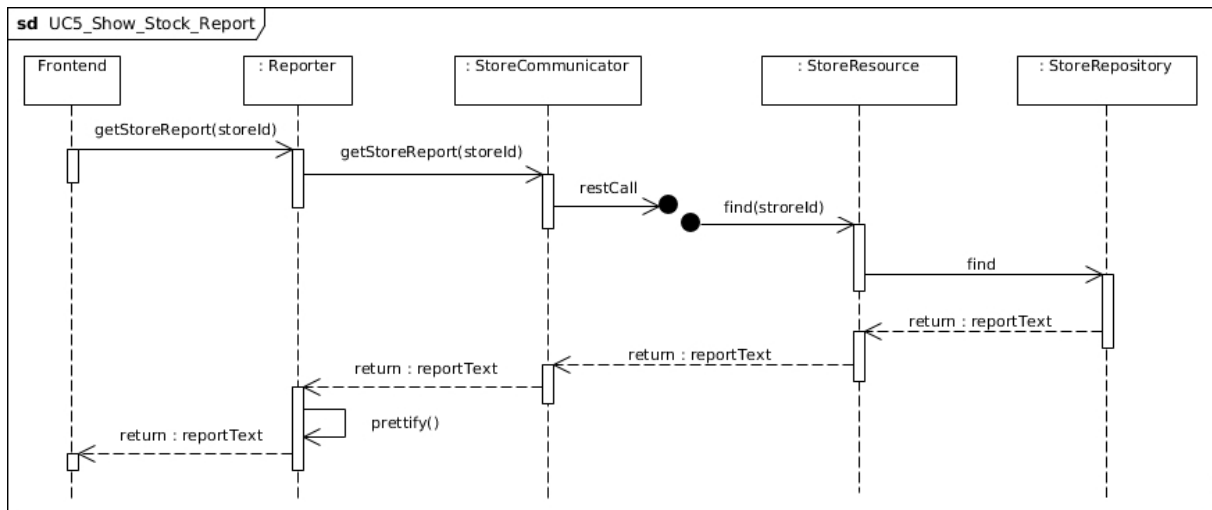 sd UC5_Show_Stock_Report
Frontend
: Reporter
: StoreCommunicator
: StoreResource
: StoreRepository
getStoreReport(storeId)
getStoreReport(storeId)
restCall
find(stroreId)
find
return : reportText
return : reportText
return : reportText
prettify()
return : reportText